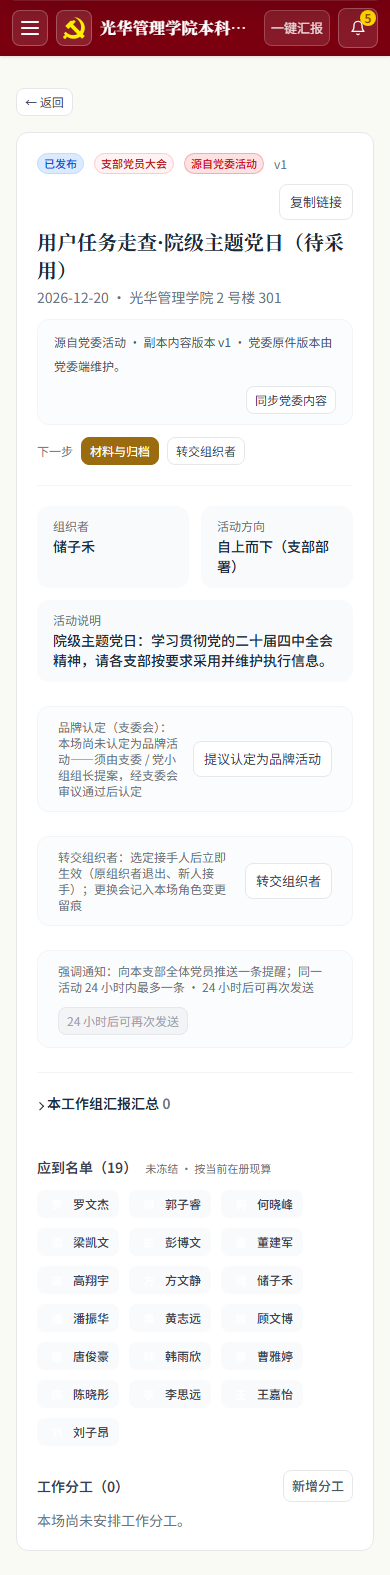 光华管理学院本科…
一键汇报
5
← 返回
已发布 支部党员大会 源自党委活动 v1
复制链接
用户任务走查·院级主题党日（待采
用）
2026-12-20 · 光华管理学院 2 号楼 301
源自党委活动 · 副本内容版本 v1 · 党委原件版本由
党委端维护。
同步党委内容
下一步 材料与归档 转交组织者
组织者
储子禾
活动方向
自上而下（支部部
署）
活动说明
院级主题党日：学习贯彻党的二十届四中全会
精神，请各支部按要求采用并维护执行信息。
品牌认定（支委会）：
本场尚未认定为品牌活
动——须由支委 / 党小
组组长提案，经支委会
审议通过后认定
提议认定为品牌活动
转交组织者：选定接手人后立即
生效（原组织者退出、新人接
手）；更换会记入本场角色变更
留痕
转交组织者
强调通知：向本支部全体党员推送一条提醒；同一
活动 24 小时内最多一条 · 24 小时后可再次发送
24 小时后可再次发送
本工作组汇报汇总 0
应到名单（19） 未冻结 · 按当前在册现算
罗文杰 郭子睿 何晓峰
梁凯文 彭博文 董建军
高翔宇 方文静 储子禾
潘振华 黄志远 顾文博
唐俊豪 韩雨欣 曹雅婷
陈晓彤 李思远 王嘉怡
刘子昂
工作分工（0） 新增分工
本场尚未安排工作分工。